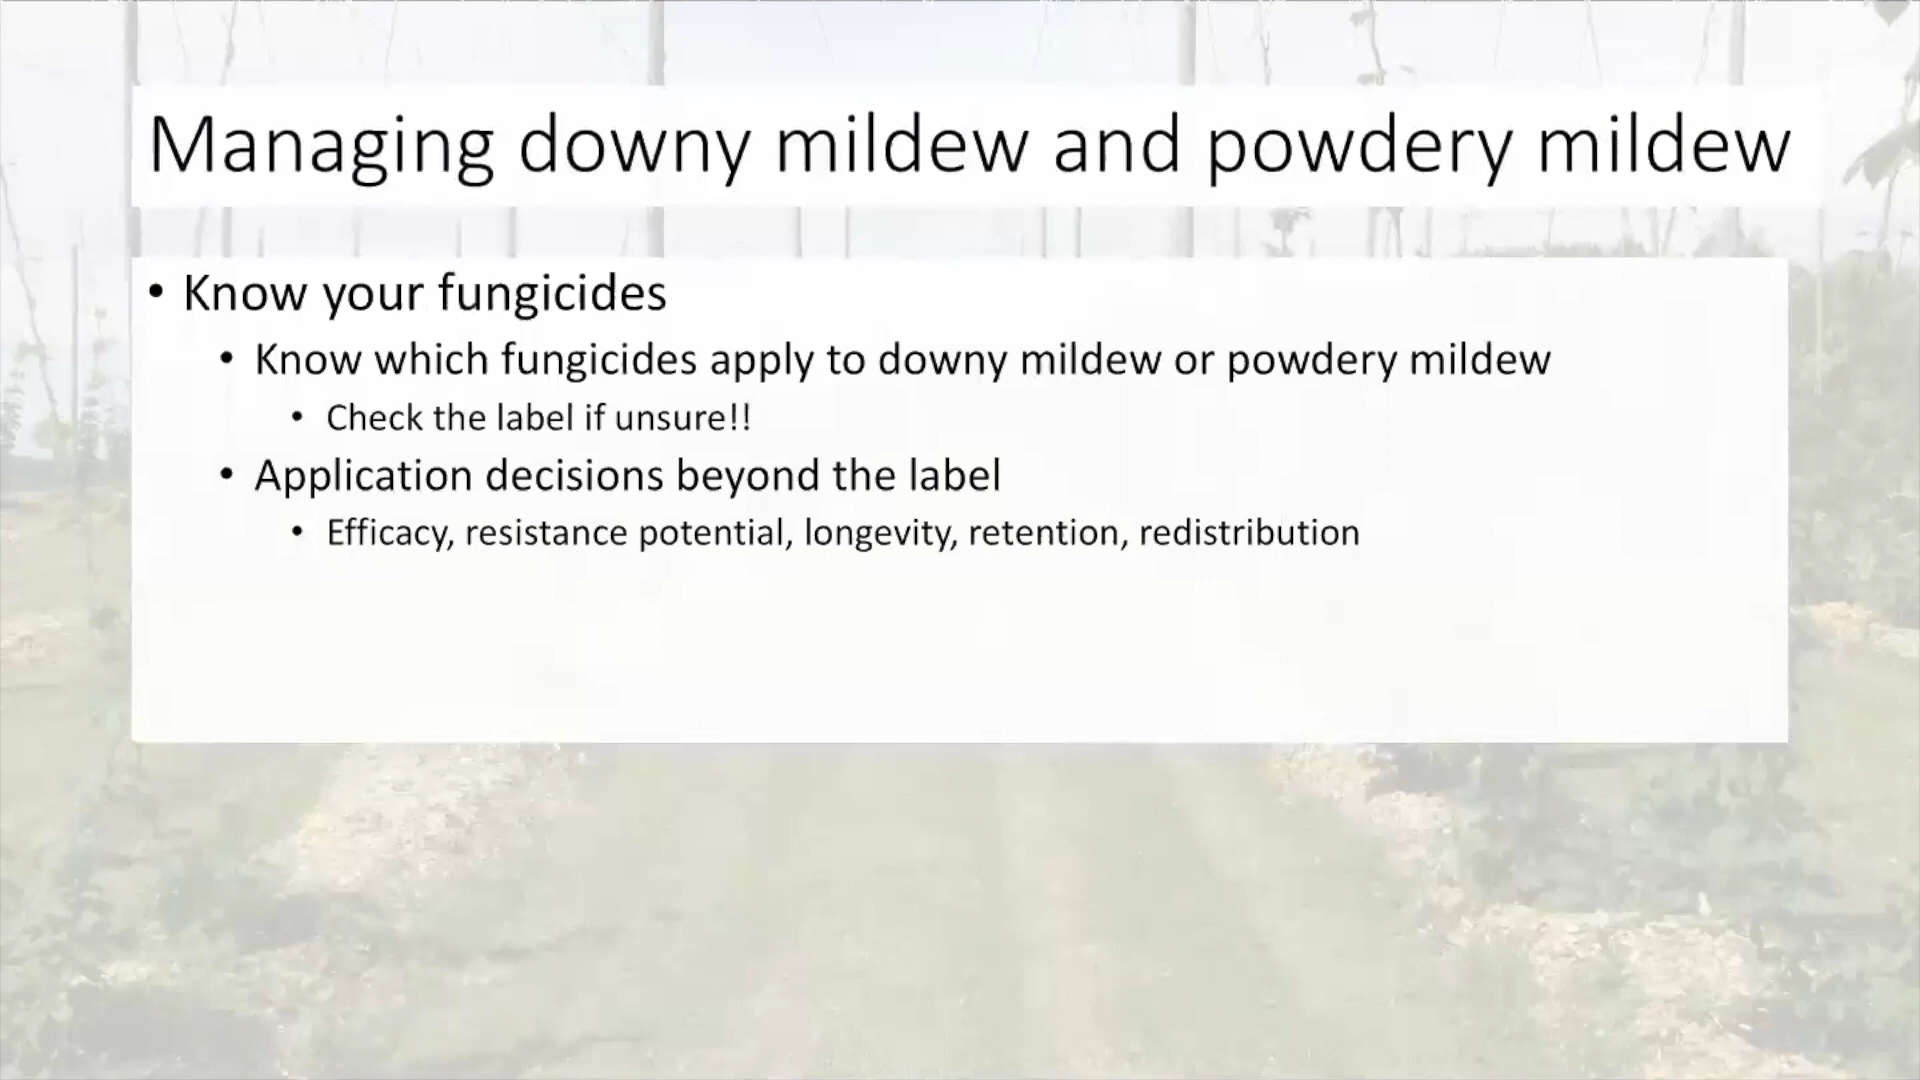 Managing downy mildew and powdery mildew
• Know your fungicides
• Know which fungicides apply to downy mildew or powdery mildew
• Check the label if unsure!!
• Application decisions beyond the label
• Efficacy, resistance potential, longevity, retention, redistribution